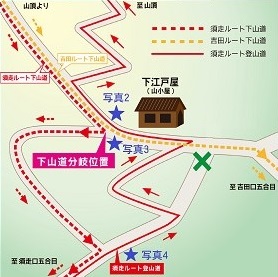 山頂より
至 山頂
須走ルート下山道
吉田ルート下山道
須走ルート登山道
吉田ルート下山道
須走ルート下山道
下江戸屋
(山小屋)
写真2
写真3
下山道分岐位置
至 吉田口五合目
至 須走口五合目
写真4
須走ルート登山道